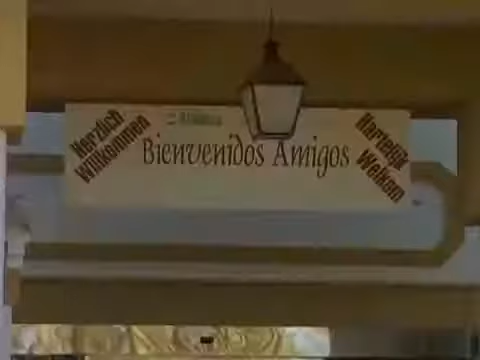 Herzlich
Willkommen
Bienvenidos Amigos
Hartelijk
Welkom